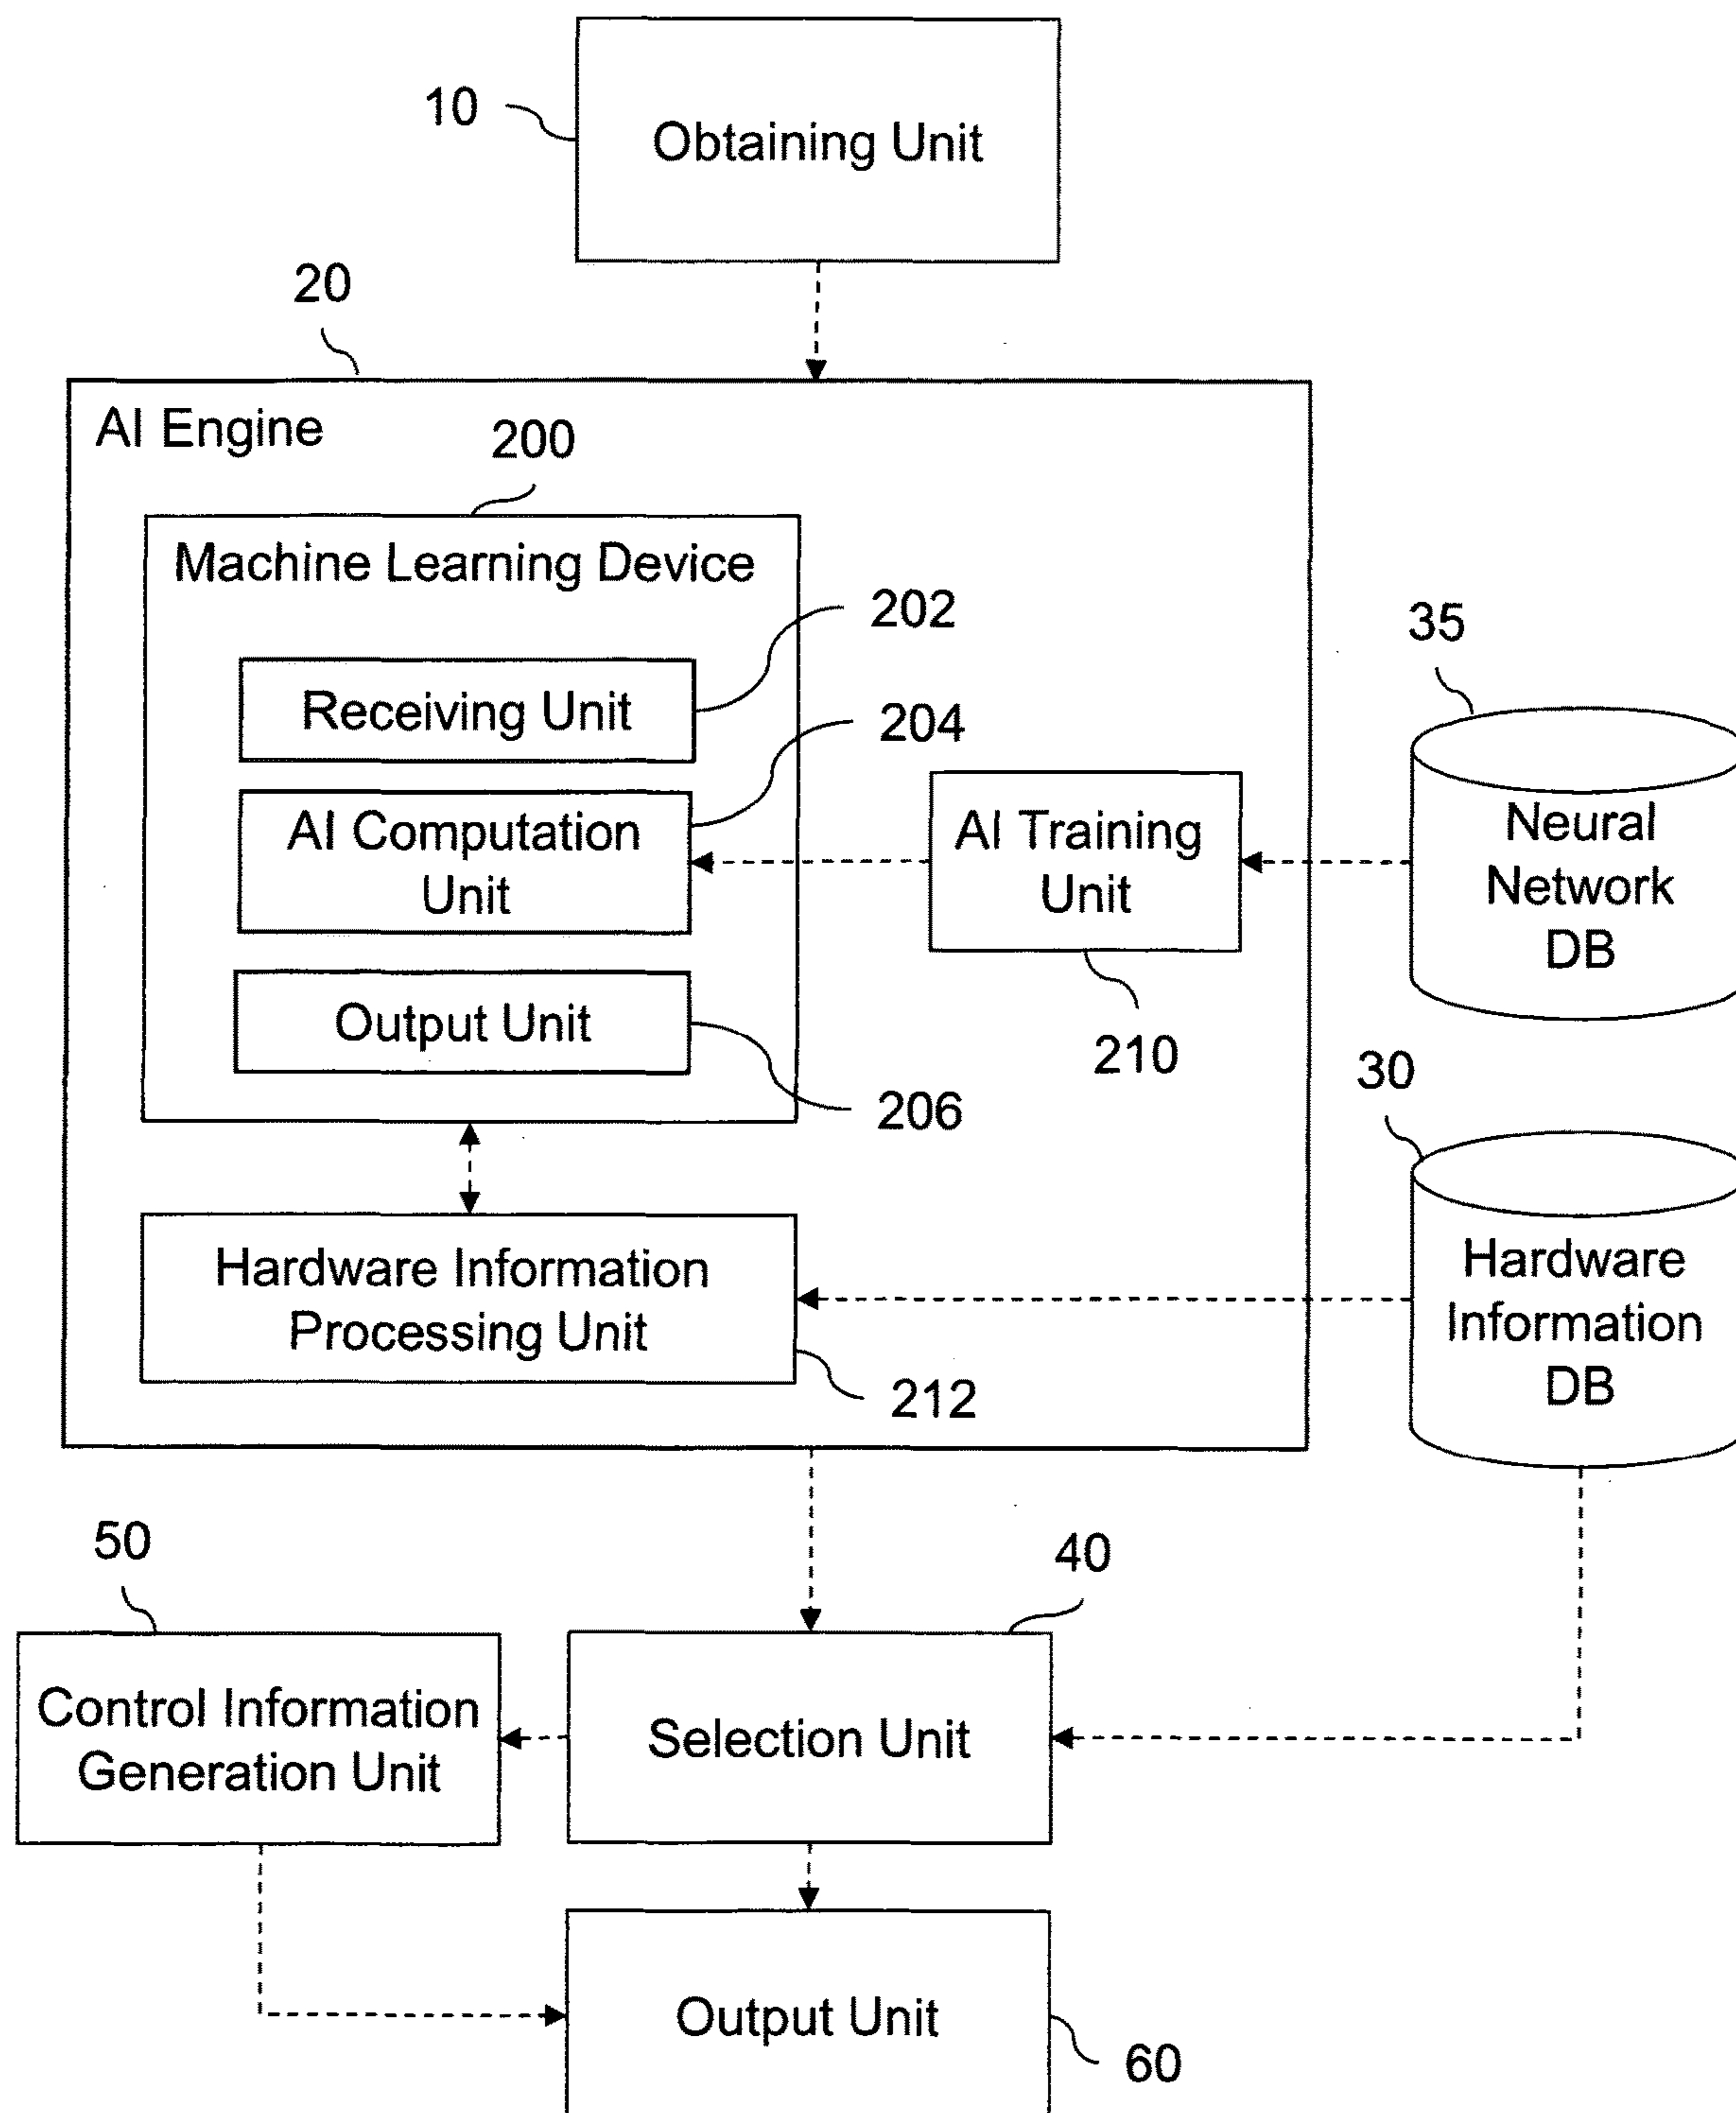 10
Obtaining Unit
20
AI Engine
200
Machine Learning Device
202
Receiving Unit
204
AI Computation
Unit
AI Training
Unit
210
Output Unit
206
35
Neural
Network
DB
30
Hardware
Information
DB
Hardware Information
Processing Unit
212
50
40
Control Information
Generation Unit
Selection Unit
Output Unit
60